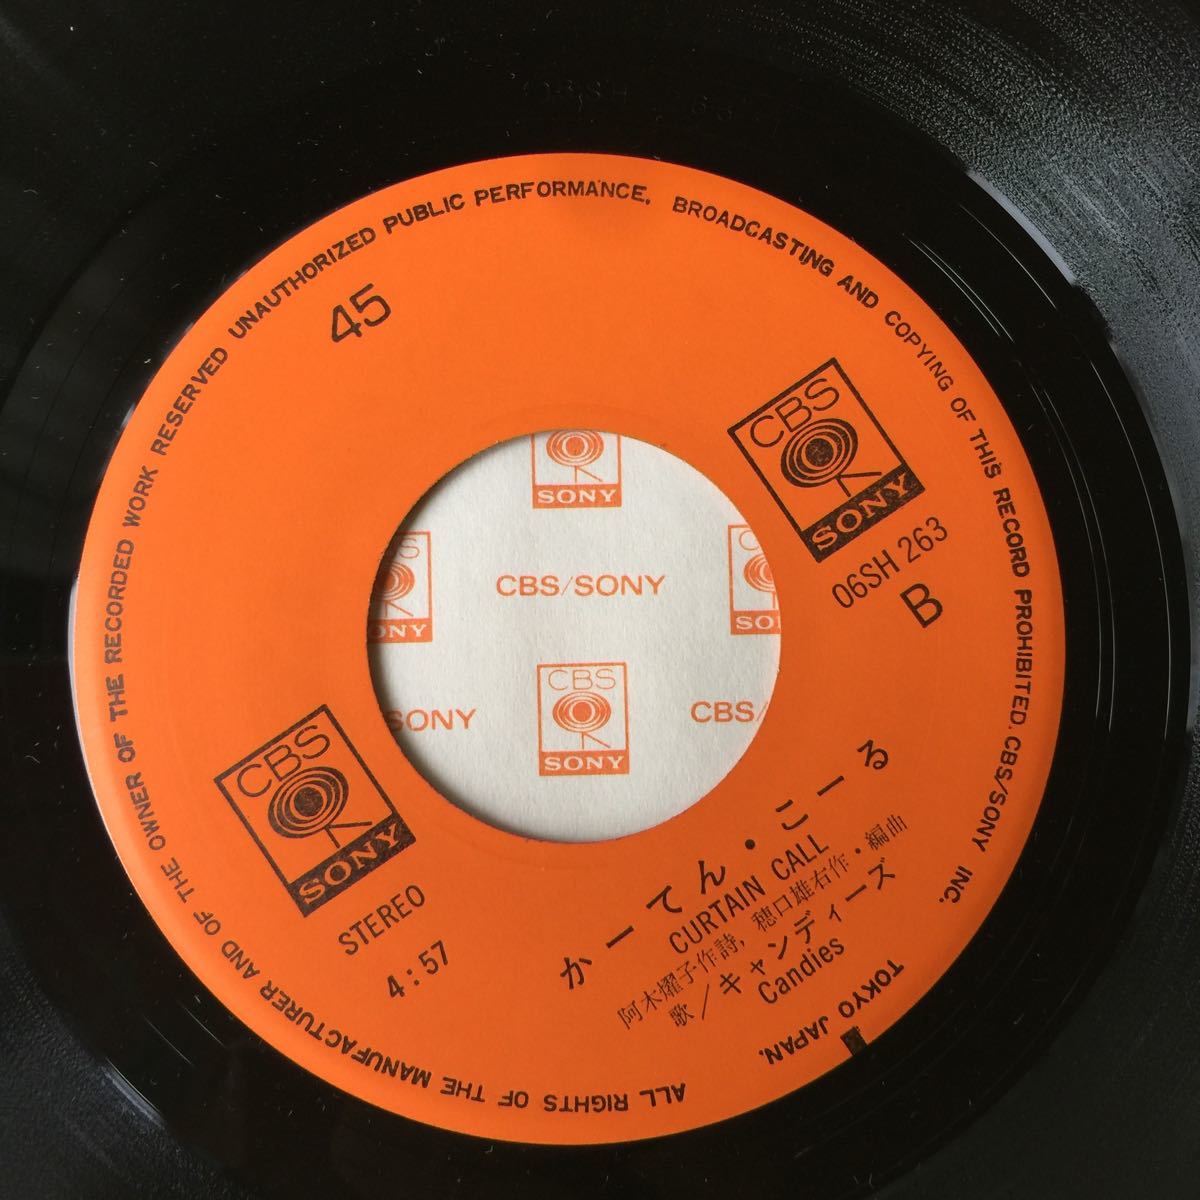 ALL RIGHTS OF THE MANUFACTURER AND OF THE OWNER OF THE RECORDED WORK RESERVED UNAUTHORIZED PUBLIC PERFORMANCE, BROADCASTING AND COPYING OF THIS RECORD PROHIBITED. CBS/SONY INC. TOKYO JAPAN.
45
CBS
SONY
06SH 263
B
CBS
SONY
STEREO
4:57
SONY
CBS/SONY
SONY
CBS/
CBS
SONY
かーてん・こーる
CURTAIN CALL
阿木燿子作詩，穂口雄右作・編曲
歌／キャンディーズ
Candies